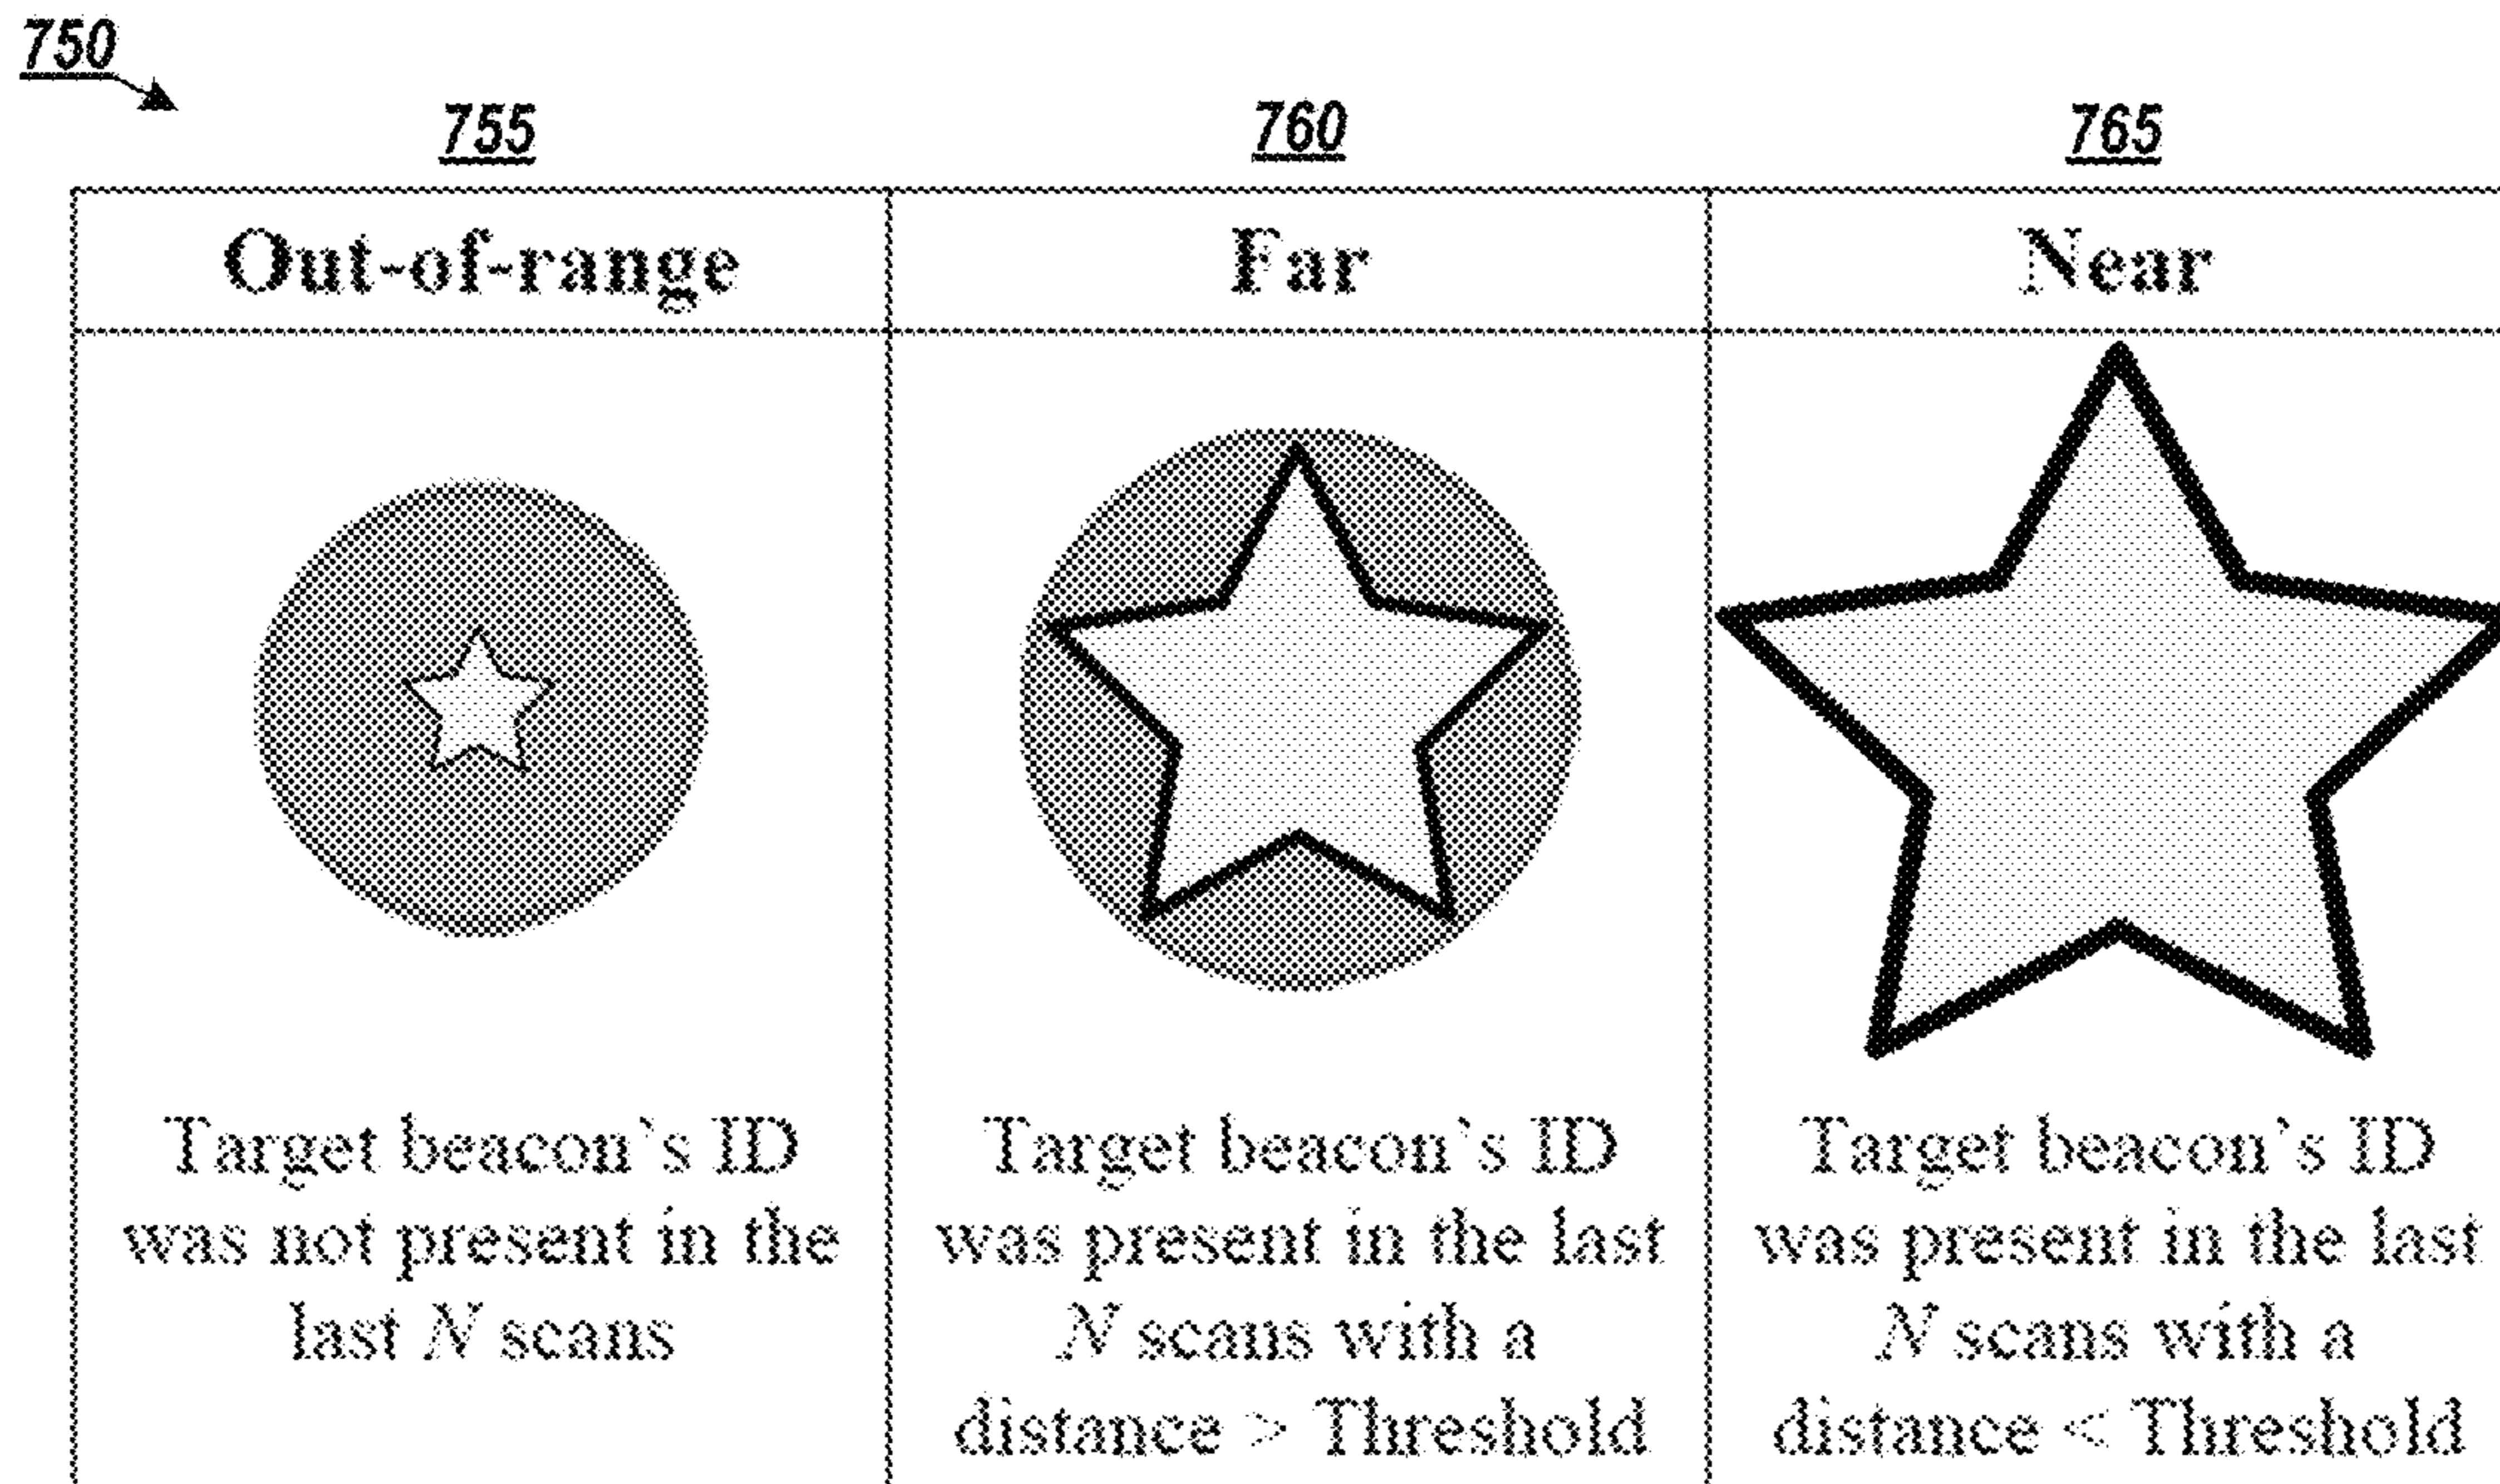 750
755
760
765
Out-of-range
Far
Near
Target beacon's ID
was not present in the
last N scans
Target beacon's ID
was present in the last
N scans with a
distance > Threshold
Target beacon's ID
was present in the last
N scans with a
distance < Threshold